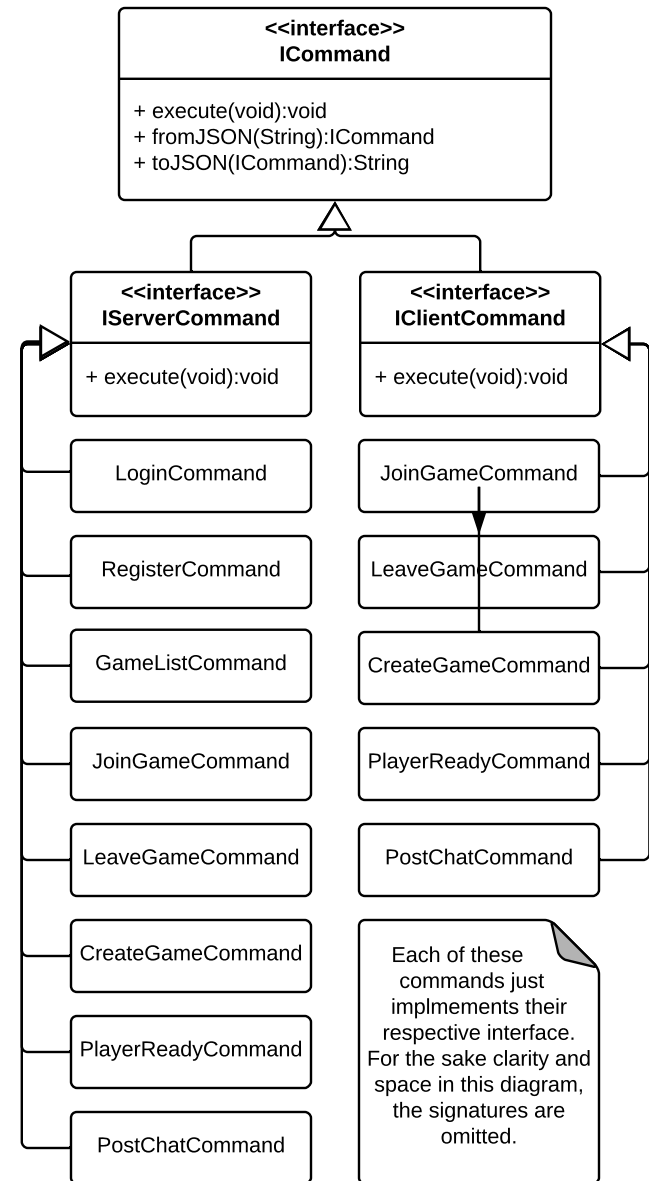 <<interface>>
ICommand
+ execute(void):void
+ fromJSON(String):ICommand
+ toJSON(ICommand):String
<<interface>>
IServerCommand
+ execute(void):void
<<interface>>
IClientCommand
+ execute(void):void
LoginCommand
RegisterCommand
GameListCommand
JoinGameCommand
LeaveGameCommand
CreateGameCommand
PlayerReadyCommand
PostChatCommand
JoinGameCommand
LeaveGameCommand
CreateGameCommand
PlayerReadyCommand
PostChatCommand
Each of these
commands just
implmements their
respective interface.
For the sake clarity and
space in this diagram,
the signatures are
omitted.